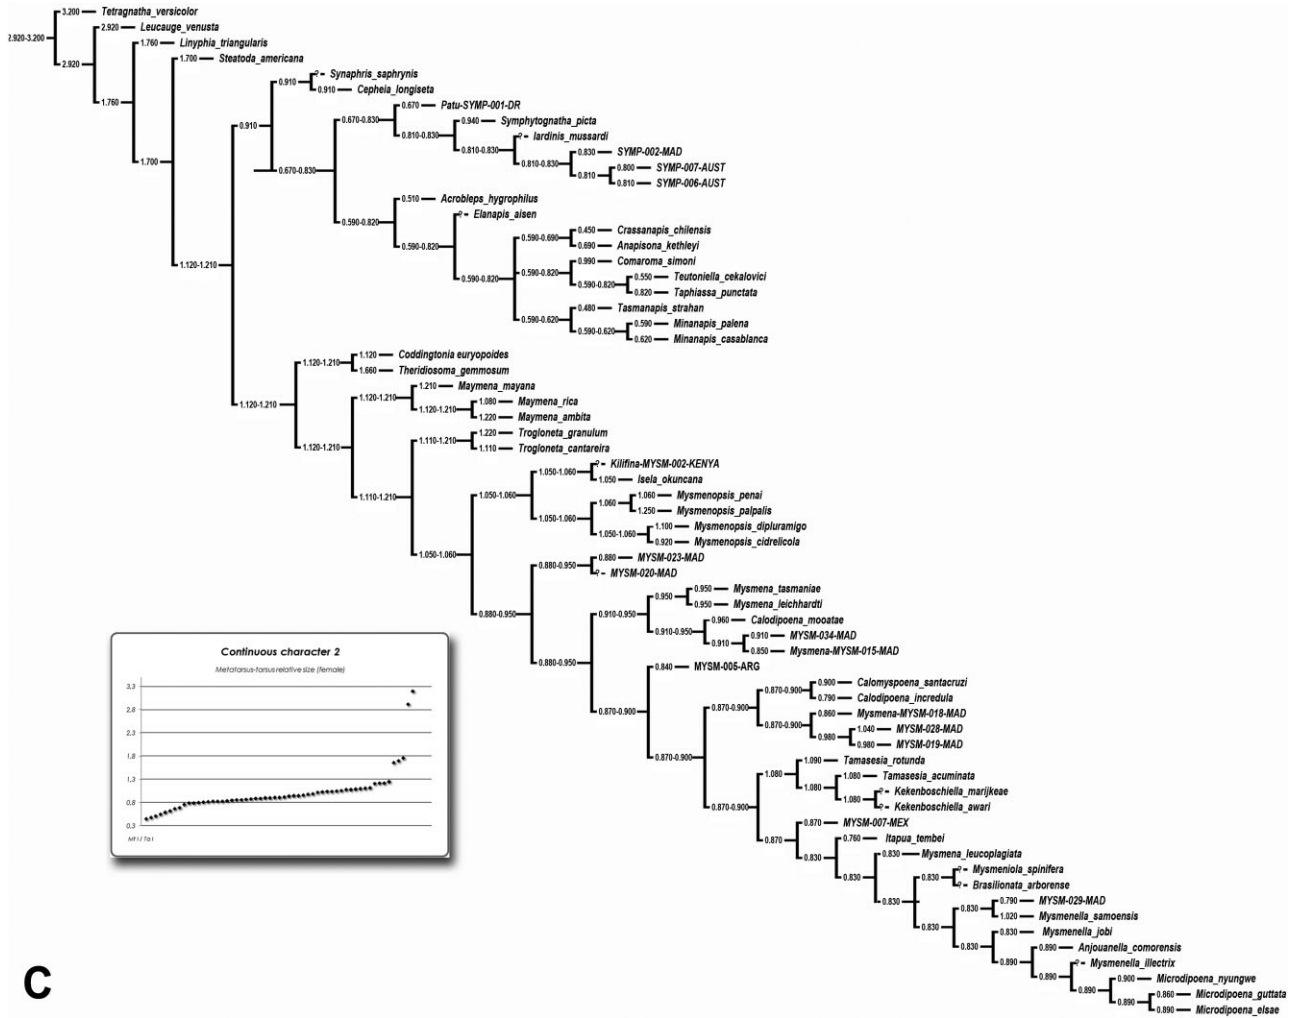 3.200 Tetragnatha_versicolor
2.920 Leucauge_venusta
2.920-3.200
1.760 Linyphia_triangularis
1.700 Steatoda_americana
2.920
? Synaphris_saphrynis
0.910
0.910 Cepheia_longiseta
1.760
0.670 Patu-SYMP-001-DR
0.670-0.830
0.940 Symphytognatha_picta
0.910
0.810-0.830
? Iardinis_mussardi
0.810-0.830
0.830 SYMP-002-MAD
1.700
0.810-0.830
0.800 SYMP-007-AUST
0.670-0.830
0.810
0.810 SYMP-006-AUST
0.510 Acrobleps_hygrophilus
? Elanapis_aisen
0.590-0.820
0.450 Crassanapis_chilensis
0.590-0.690
0.590-0.820
0.690 Anapisona_kethleyi
0.990 Comaroma_simoni
1.120-1.210
0.590-0.820
0.550 Teutoniella_cekalovici
0.590-0.820
0.590-0.820
0.820 Taphiassa_punctata
0.480 Tasmanapis_strahan
0.590-0.620
0.590 Minanapis_palena
0.590-0.620
0.620 Minanapis_casablanca
1.120 Coddingtonia euryopoides
1.120-1.210
1.660 Theridiosoma_gemmosum
1.210 Maymena_mayana
1.120-1.210
1.080 Maymena_rica
1.120-1.210
1.120-1.210
1.220 Maymena_ambita
1.220 Trogloneta_granulum
1.110-1.210
1.120-1.210
1.110 Trogloneta_cantareira
? Kilifina-MYSM-002-KENYA
1.050-1.060
1.050 Isela_okuncana
1.110-1.210
1.050-1.060
1.060 Mysmenopsis_penai
1.060
1.250 Mysmenopsis_palpalis
1.050-1.060
1.100 Mysmenopsis_dipluramigo
1.050-1.060
0.920 Mysmenopsis_cidrelicola
1.050-1.060
0.880 MYSM-023-MAD
0.880-0.950
? MYSM-020-MAD
0.950 Mysmena_tasmaniae
0.950
0.950 Mysmena_leichhardti
0.880-0.950
0.910-0.950
0.960 Calodipoena_mooatae
0.910-0.950
0.910 MYSM-034-MAD
0.910
0.850 Mysmena-MYSM-015-MAD
0.880-0.950
0.840 MYSM-005-ARG
0.900 Calomyspoena_santacruzi
0.870-0.900
0.790 Calodipoena_incredula
0.870-0.900
0.870-0.900
0.860 Mysmena-MYSM-018-MAD
0.870-0.900
1.040 MYSM-028-MAD
0.980
0.980 MYSM-019-MAD
0.870-0.900
1.090 Tamasesia_rotunda
1.080
1.080 Tamasesia_acuminata
1.080
? Kekenboschiella_marijkeae
1.080
0.870-0.900
? Kekenboschiella_awari
0.870 MYSM-007-MEX
0.870
0.760 Itapua_tembei
0.830
0.830 Mysmena_leucoplagiata
? Mysmeniola_spinifera
0.830
0.830
? Brasilionata_arborense
0.830
0.790 MYSM-029-MAD
0.830
1.020 Mysmenella_samoensis
0.830
0.830 Mysmenella_jobi
0.830
0.890 Anjouanella_comorensis
0.890
? Mysmenella_illectrix
0.890
0.900 Microdipoena_nyungwe
0.890
0.860 Microdipoena_guttata
0.890
0.890 Microdipoena_elsae
Continuous character 2
Metatarsus-tarsus relative size (female)
3,3
2,8
2,3
1,8
1,3
0,8
0,3
Mt I / Ta I
C